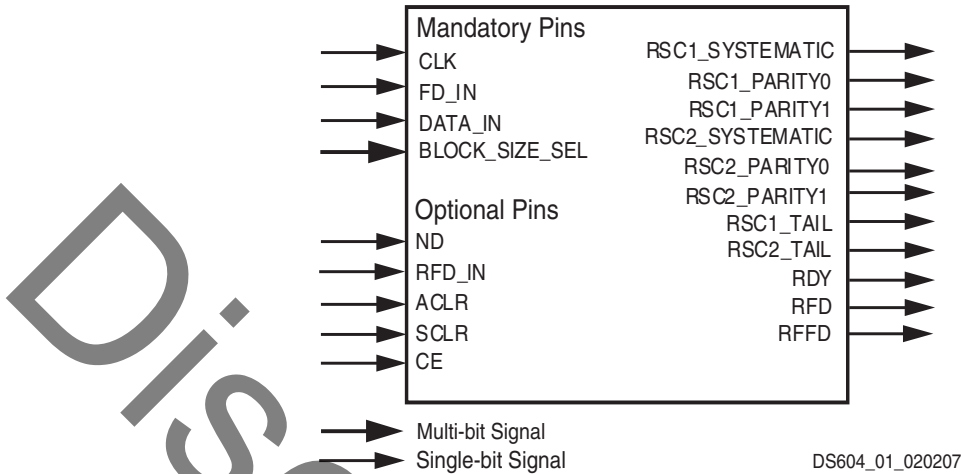 Mandatory Pins
CLK
FD_IN
DATA_IN
BLOCK_SIZE_SEL
Optional Pins
ND
RFD_IN
ACLR
SCLR
CE
RSC1_SYSTEMATIC
RSC1_PARITY0
RSC1_PARITY1
RSC2_SYSTEMATIC
RSC2_PARITY0
RSC2_PARITY1
RSC1_TAIL
RSC2_TAIL
RDY
RFD
RFFD
Multi-bit Signal
Single-bit Signal
DS604_01_020207
Disc